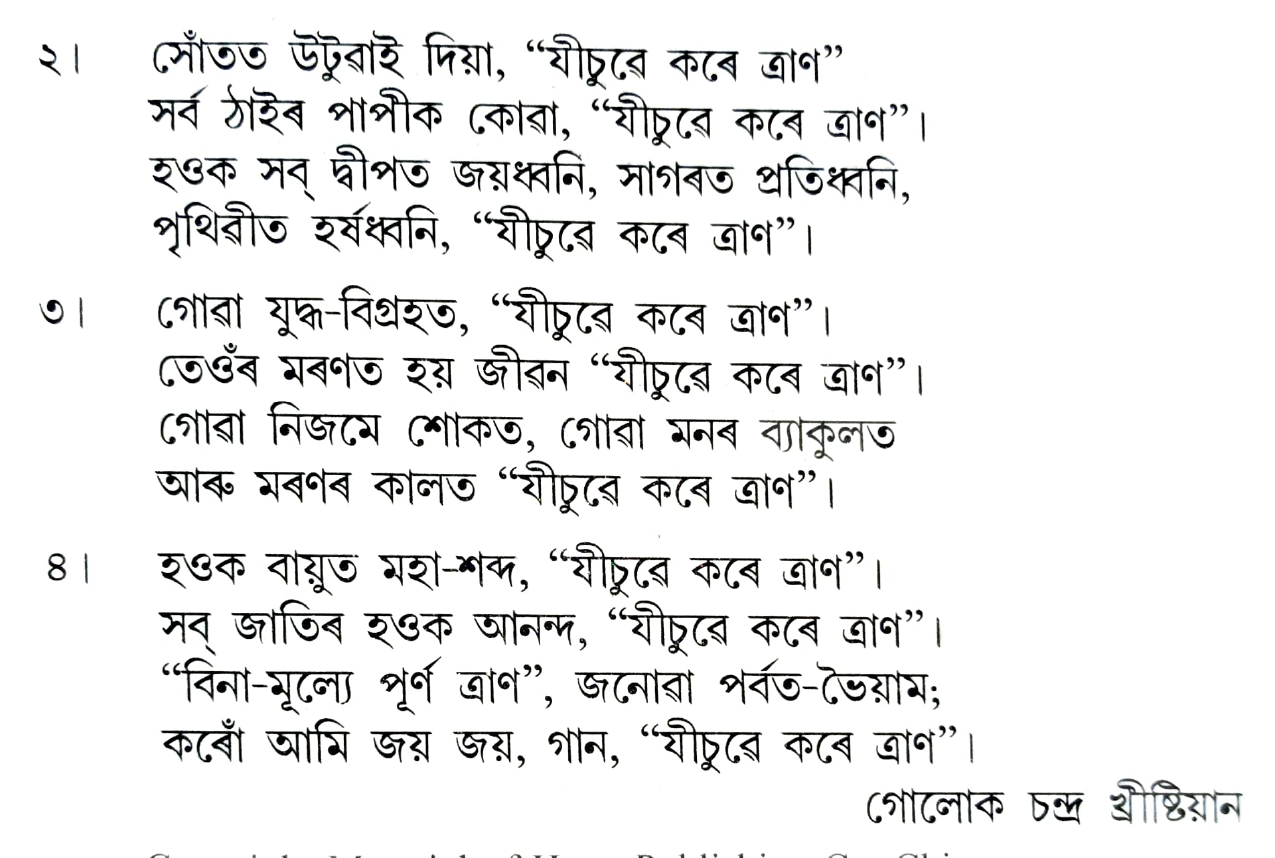 ২।	সোঁতত উটুৱাই দিয়া, “যীচুৱে কৰে ত্ৰাণ”
সৰ্ব ঠাইৰ পাপীক কোৱা, “যীচুৱে কৰে ত্ৰাণ”।
হওক সব্ দ্বীপত জয়ধ্বনি, সাগৰত প্ৰতিধ্বনি,
পৃথিৱীত হৰ্ষধ্বনি, “যীচুৱে কৰে ত্ৰাণ”।
৩।	গোৱা যুদ্ধ-বিগ্ৰহত, “যীচুৱে কৰে ত্ৰাণ”।
তেওঁৰ মৰণত হয় জীৱন “যীচুৱে কৰে ত্ৰাণ”।
গোৱা নিজমে শোকত, গোৱা মনৰ ব্যাকুলত
আৰু মৰণৰ কালত “যীচুৱে কৰে ত্ৰাণ”।
৪।	হওক বায়ুত মহা-শব্দ, “যীচুৱে কৰে ত্ৰাণ”।
সব্ জাতিৰ হওক আনন্দ, “যীচুৱে কৰে ত্ৰাণ”।
“বিনা-মূল্যে পূৰ্ণ ত্ৰাণ”, জনোৱা পৰ্বত-ভৈয়াম;
কৰোঁ আমি জয় জয়, গান, “যীচুৱে কৰে ত্ৰাণ”।
গোলোক চন্দ্ৰ খ্ৰীষ্টিয়ান